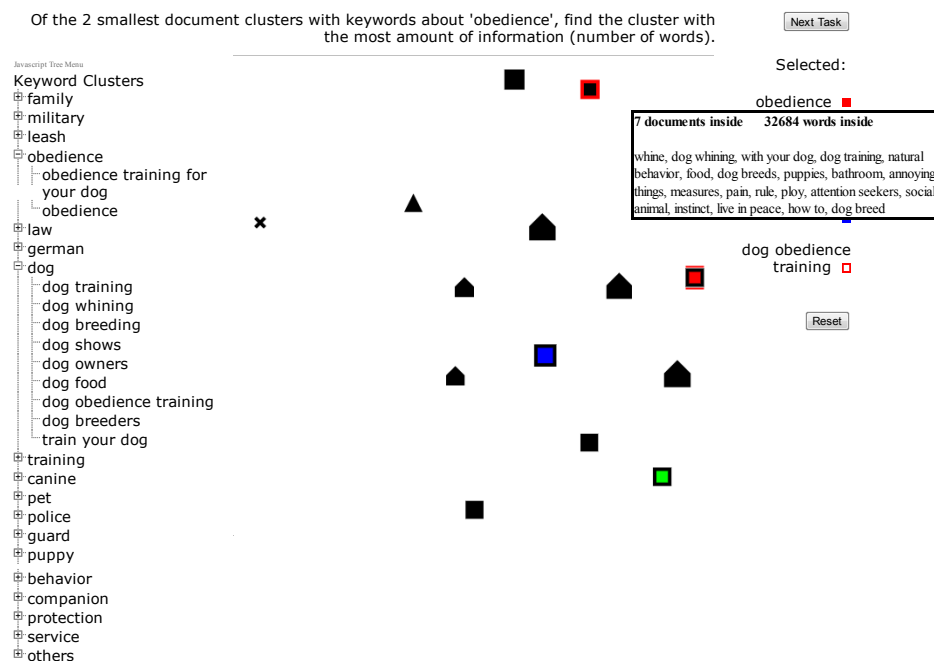 Of the 2 smallest document clusters with keywords about 'obedience', find the cluster with
the most amount of information (number of words).
Next Task
Javascript Tree Menu
Keyword Clusters
family
military
leash
obedience
obedience training for
your dog
obedience
law
german
dog
dog training
dog whining
dog breeding
dog shows
dog owners
dog food
dog obedience training
dog breeders
train your dog
training
canine
pet
police
guard
puppy
behavior
companion
protection
service
others
Selected:
obedience
7 documents inside 32684 words inside
whine, dog whining, with your dog, dog training, natural
behavior, food, dog breeds, puppies, bathroom, annoying
things, measures, pain, rule, ploy, attention seekers, social
animal, instinct, live in peace, how to, dog breed
dog obedience
training
Reset